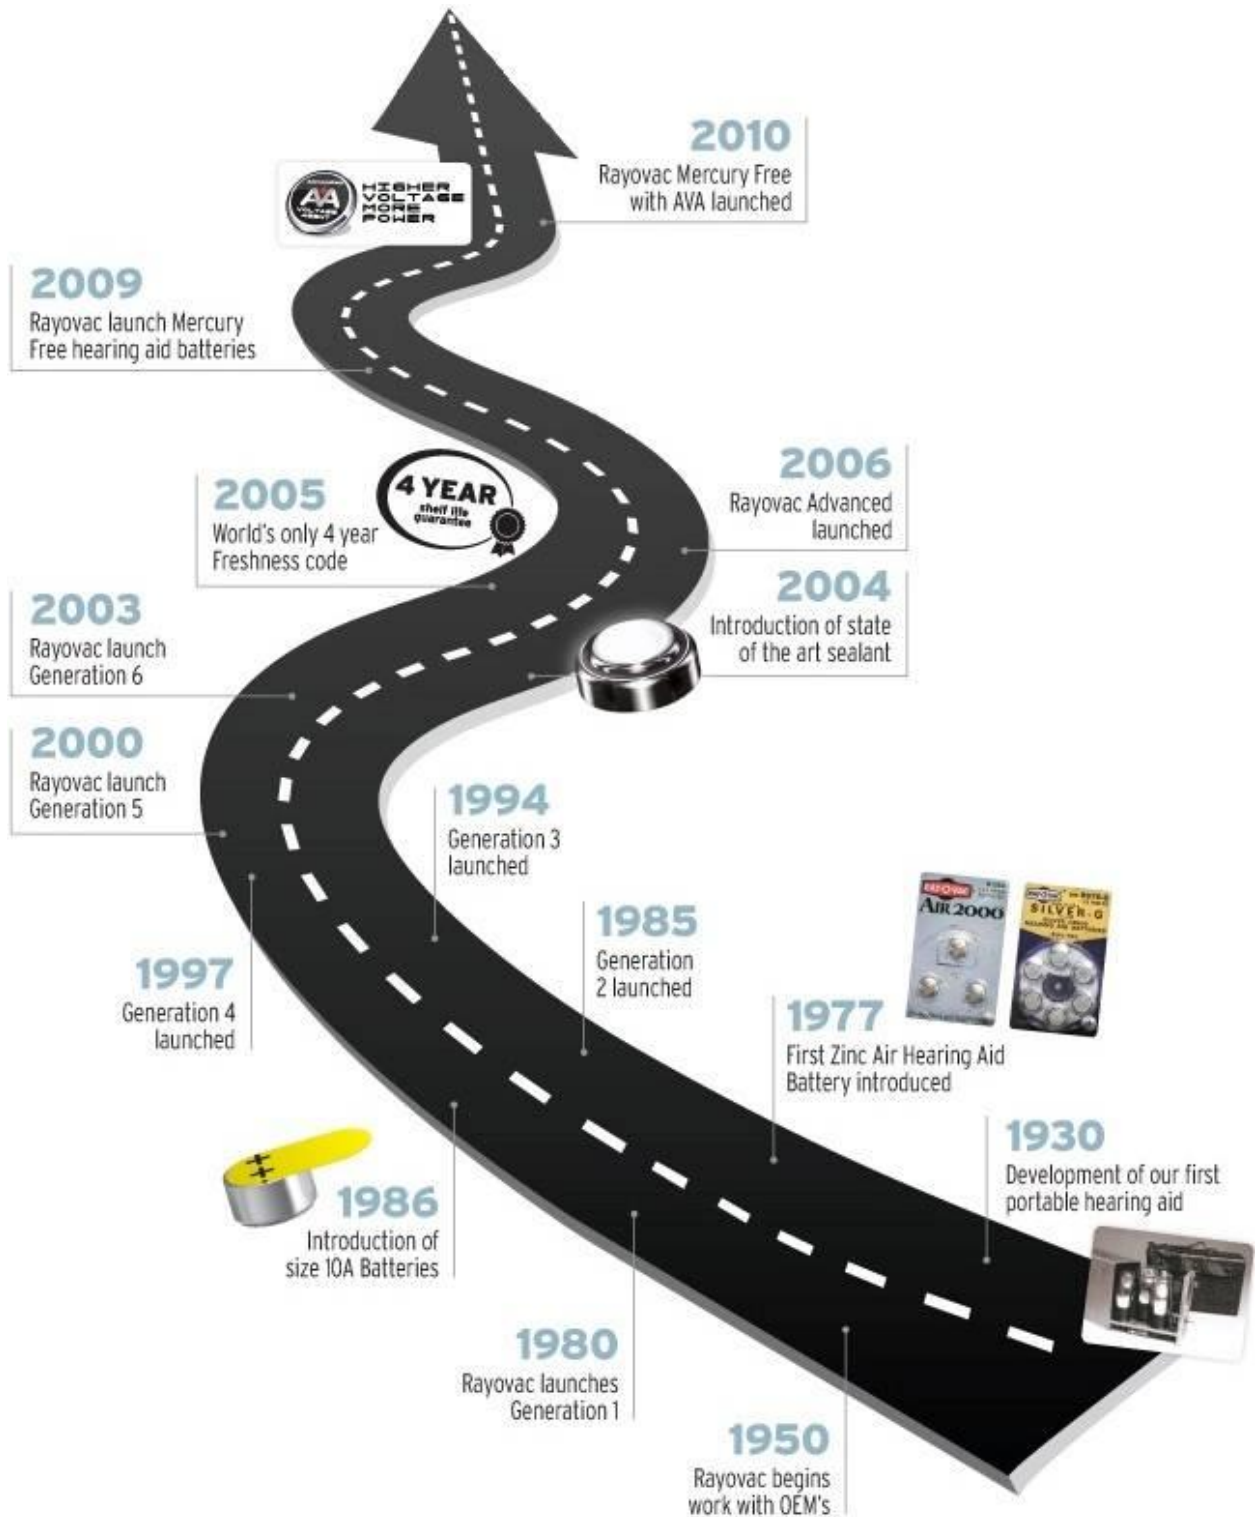 2010
Rayovac Mercury Free
with AVA launched
AVA
HIGHER
VOLTAGE
MORE
POWER
2009
Rayovac launch Mercury
Free hearing aid batteries
2006
Rayovac Advanced
launched
2005
World's only 4 year
Freshness code
4 YEAR
shelf life
guarantee
2004
Introduction of state
of the art sealant
2003
Rayovac launch
Generation 6
2000
Rayovac launch
Generation 5
1994
Generation 3
launched
1997
Generation 4
launched
1985
Generation
2 launched
RAY-O-VAC
AIR 2000
SILVER-G
1977
First Zinc Air Hearing Aid
Battery introduced
1930
Development of our first
portable hearing aid
1986
Introduction of
size 10A Batteries
1980
Rayovac launches
Generation 1
1950
Rayovac begins
work with OEM's